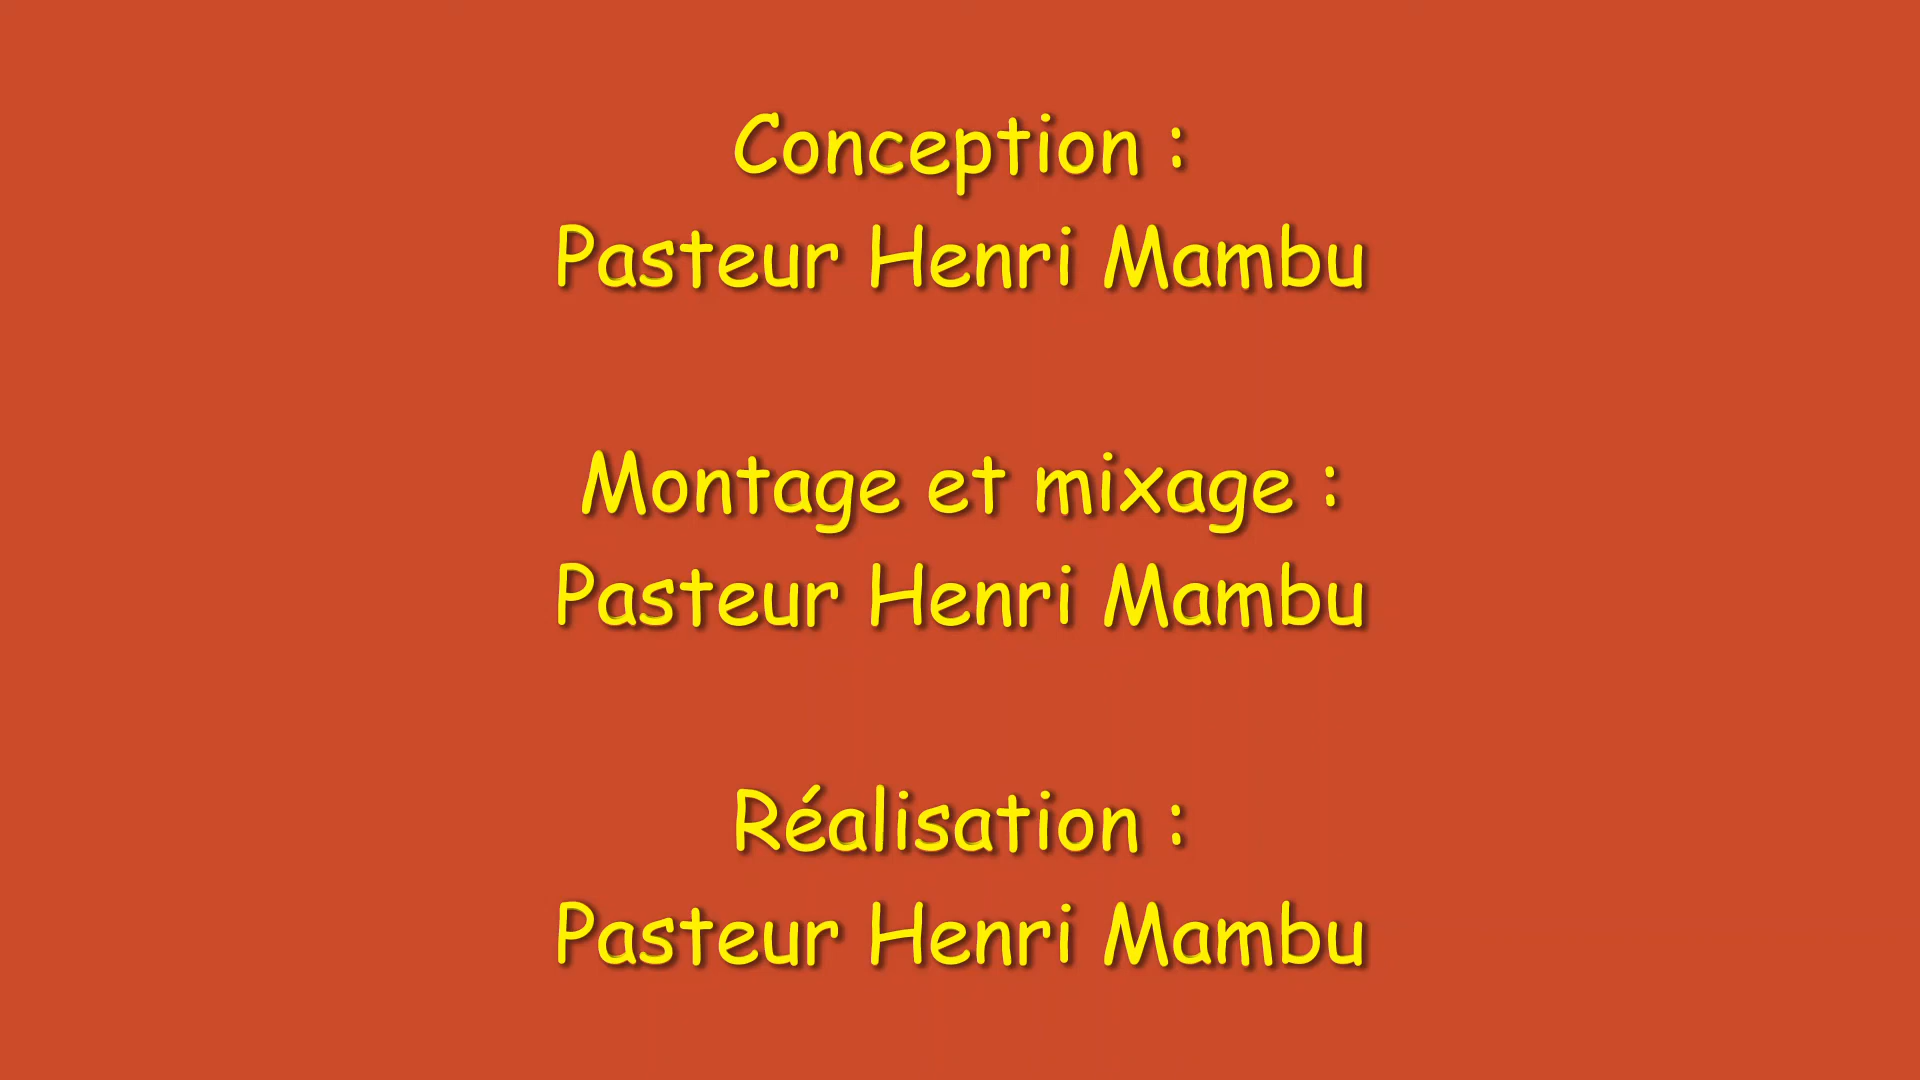 Conception :
Pasteur Henri Mambu
Montage et mixage :
Pasteur Henri Mambu
Réalisation :
Pasteur Henri Mambu